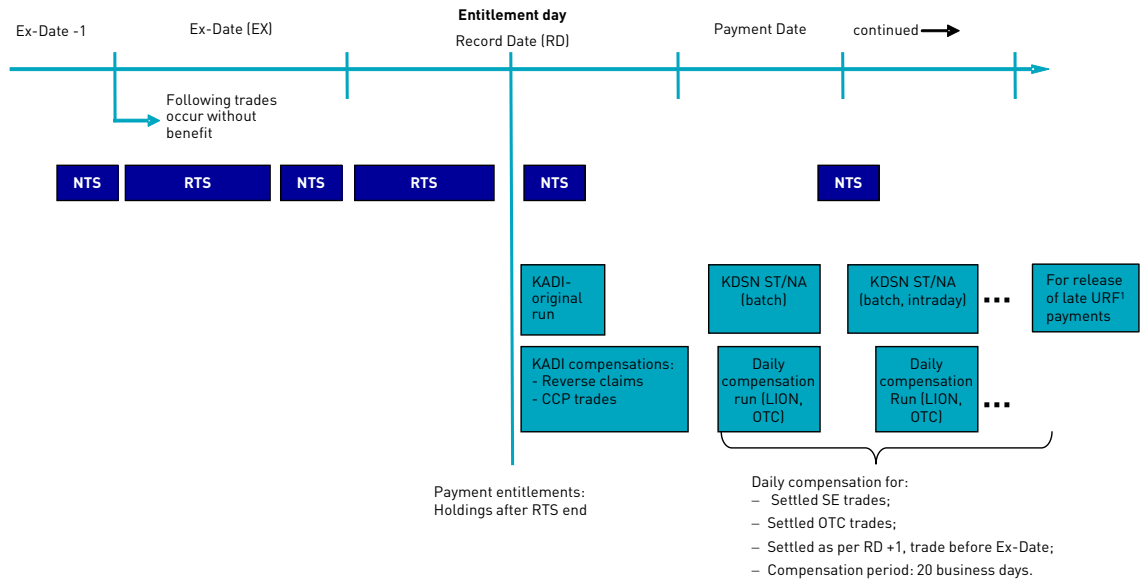 Entitlement day
Ex-Date -1
Ex-Date (EX)
Record Date (RD)
Payment Date
continued
Following trades
occur without
benefit
NTS
RTS
NTS
RTS
NTS
NTS
KADI-
original
run
KDSN ST/NA
(batch)
KDSN ST/NA
(batch, intraday)
...
For release
of late URF¹
payments
KADI compensations:
- Reverse claims
- CCP trades
Daily
compensation
run (LION,
OTC)
Daily
compensation
Run (LION,
OTC)
...
Payment entitlements:
Holdings after RTS end
Daily compensation for:
– Settled SE trades;
– Settled OTC trades;
– Settled as per RD +1, trade before Ex-Date;
– Compensation period: 20 business days.